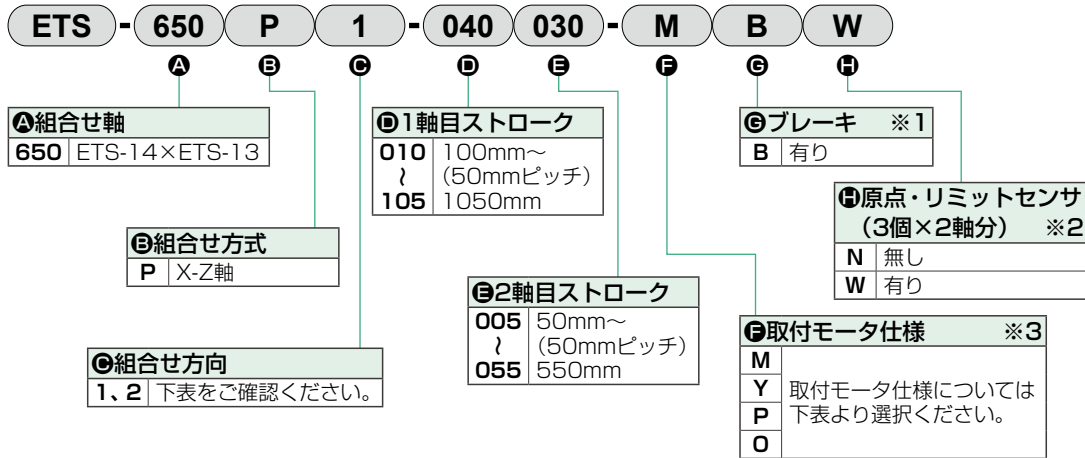 ETS - 650 P 1 - 040 030 - M B W
A B C D E F G H
A組合せ軸
650 ETS-14×ETS-13
B組合せ方式
P X-Z軸
C組合せ方向
1、2 下表をご確認ください。
D1軸目ストローク
010 100mm〜
〜 (50mmピッチ)
105 1050mm
E2軸目ストローク
005 50mm〜
〜 (50mmピッチ)
055 550mm
F取付モータ仕様 ※3
M
Y 取付モータ仕様については
P 下表より選択ください。
O
Gブレーキ ※1
B 有り
H原点・リミットセンサ
(3個×2軸分) ※2
N 無し
W 有り